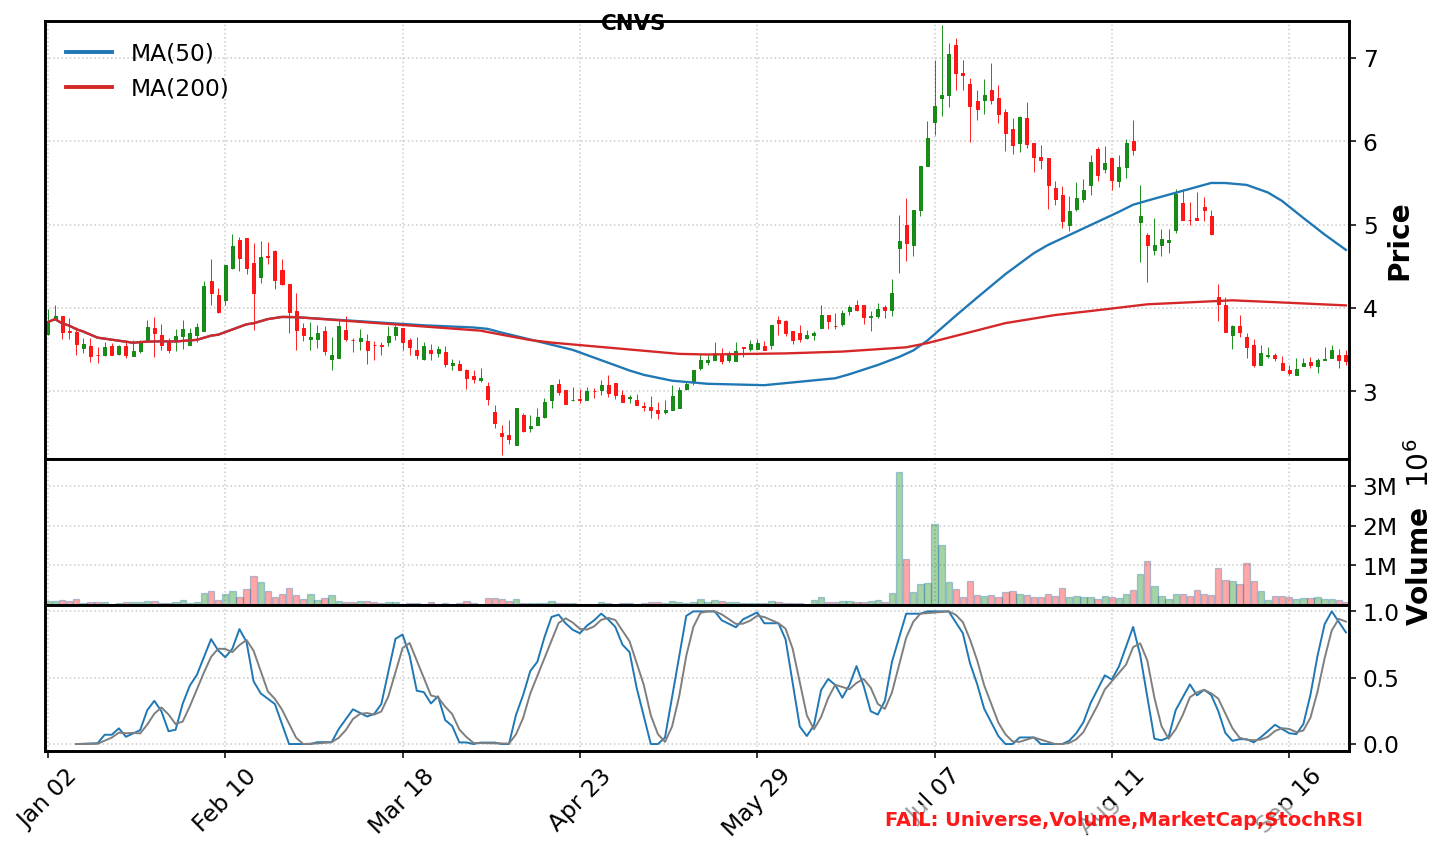 CNVS
MA(50)
MA(200)
7
6
5
4
3
Price
3M
2M
1M
Volume 10⁶
1.0
0.5
0.0
Jan 02
Feb 10
Mar 18
Apr 23
May 29
Jul 07
Aug 11
Sep 16
FAIL: Universe,Volume,MarketCap,StochRSI